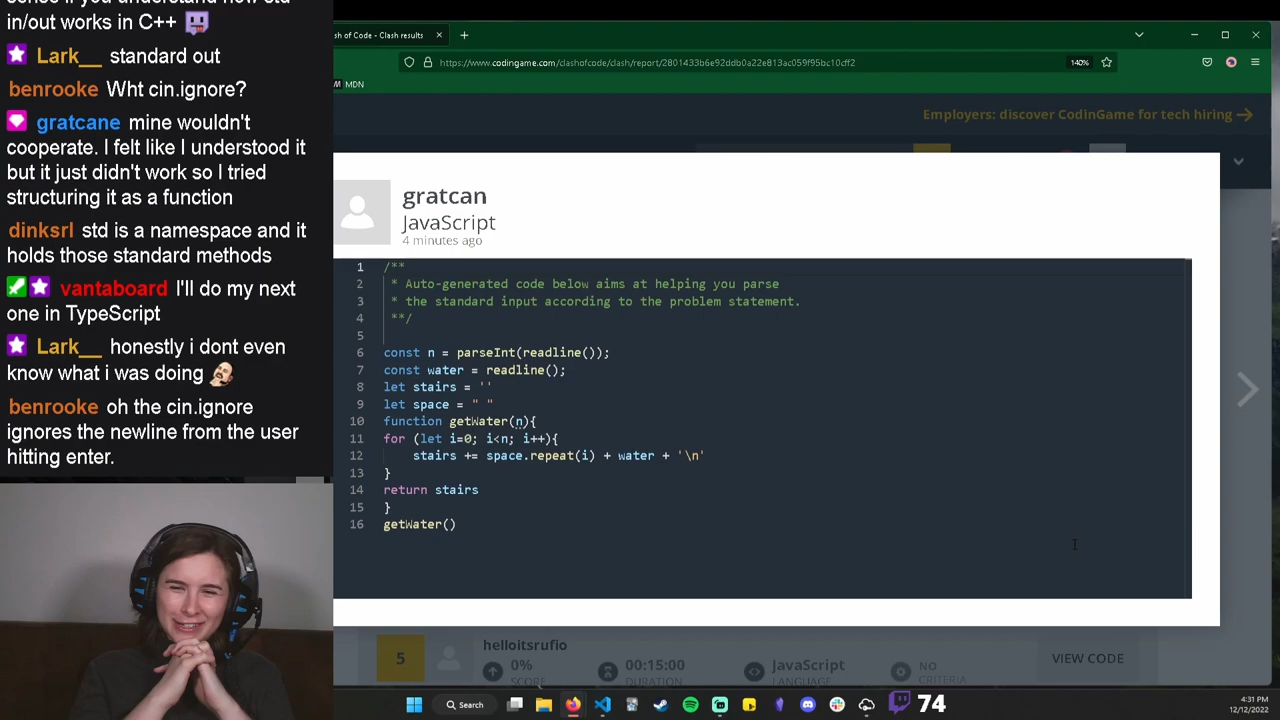 sense if you understand how std
in/out works in C++
Lark__ standard out
benrooke Wht cin.ignore?
gratcane mine wouldn't
cooperate. I felt like I understood it
but it just didn't work so I tried
structuring it as a function
dinksrl std is a namespace and it
holds those standard methods
vantaboard I'll do my next
one in TypeScript
Lark__ honestly i dont even
know what i was doing
benrooke oh the cin.ignore
ignores the newline from the user
hitting enter.
sh of Code - Clash results
https://www.codingame.com/clashofcode/clash/report/2801433b6e92ddb0a22e813ac059f95bc10cff2
140%
MDN
Employers: discover CodinGame for tech hiring
gratcan
JavaScript
4 minutes ago
1 /**
2 * Auto-generated code below aims at helping you parse
3 * the standard input according to the problem statement.
4 **/
5
6 const n = parseInt(readline());
7 const water = readline();
8 let stairs = ''
9 let space = " "
10 function getWater(n){
11 for (let i=0; i<n; i++){
12 stairs += space.repeat(i) + water + '\n'
13 }
14 return stairs
15 }
16 getWater()
5
helloitsrufio
0%
SCORE
00:15:00
DURATION
JavaScript
LANGUAGE
NO
CRITERIA
VIEW CODE
Search
74
4:31 PM
12/12/2022